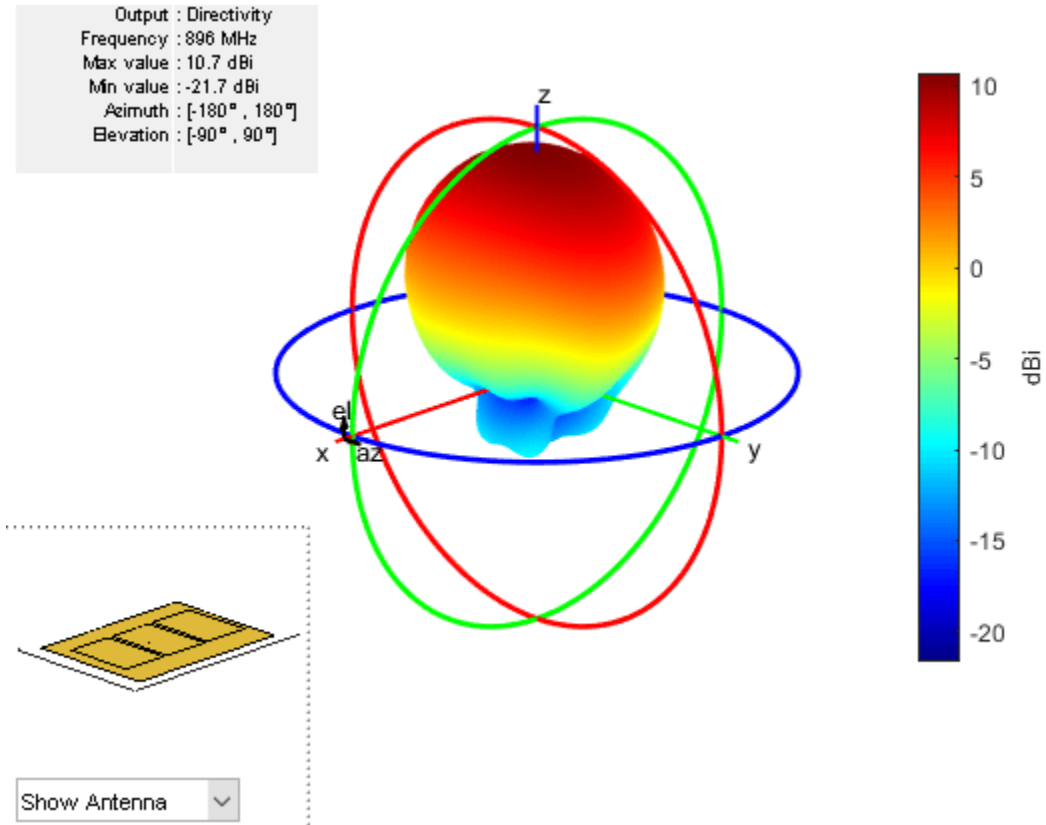 Output : Directivity
Frequency : 896 MHz
Max value : 10.7 dBi
Min value : -21.7 dBi
Azimuth : [-180° , 180°]
Elevation : [-90° , 90°]
z
el
x
az
y
10
5
0
-5
-10
-15
-20
dBi
Show Antenna